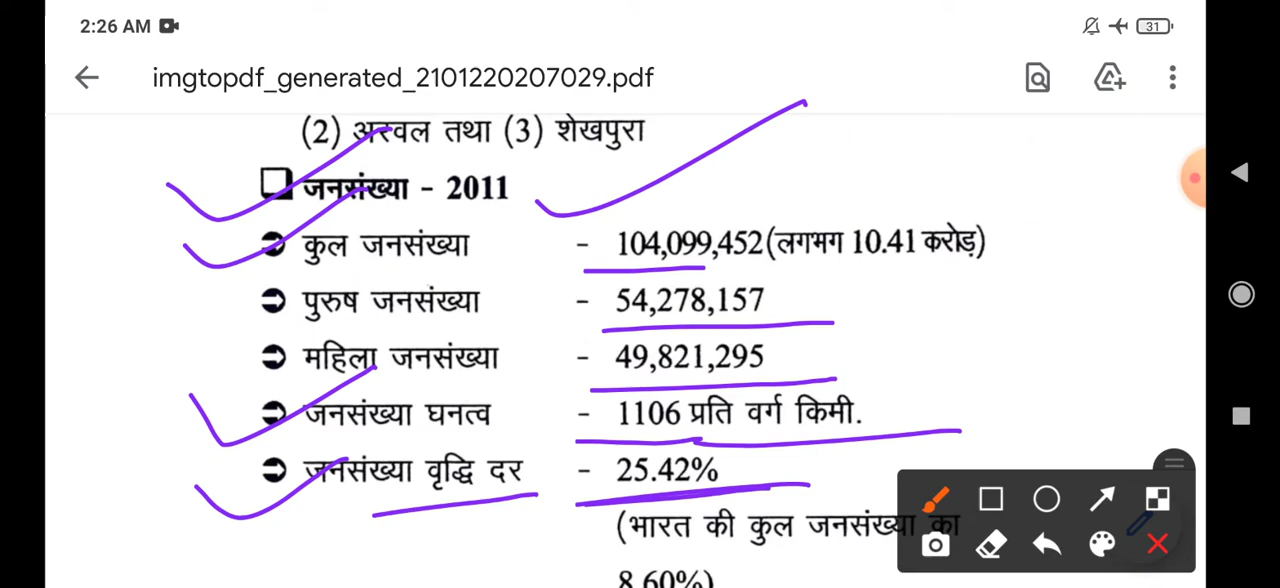 2:26 AM 31
imgtopdf_generated_2101220207029.pdf
(2) अरवल तथा (3) शेखपुरा
जनसंख्या - 2011
कुल जनसंख्या - 104,099,452(लगभग 10.41 करोड़)
पुरुष जनसंख्या - 54,278,157
महिला जनसंख्या - 49,821,295
जनसंख्या घनत्व - 1106 प्रति वर्ग किमी.
जनसंख्या वृद्धि दर - 25.42%
(भारत की कुल जनसंख्या का
8.60%)